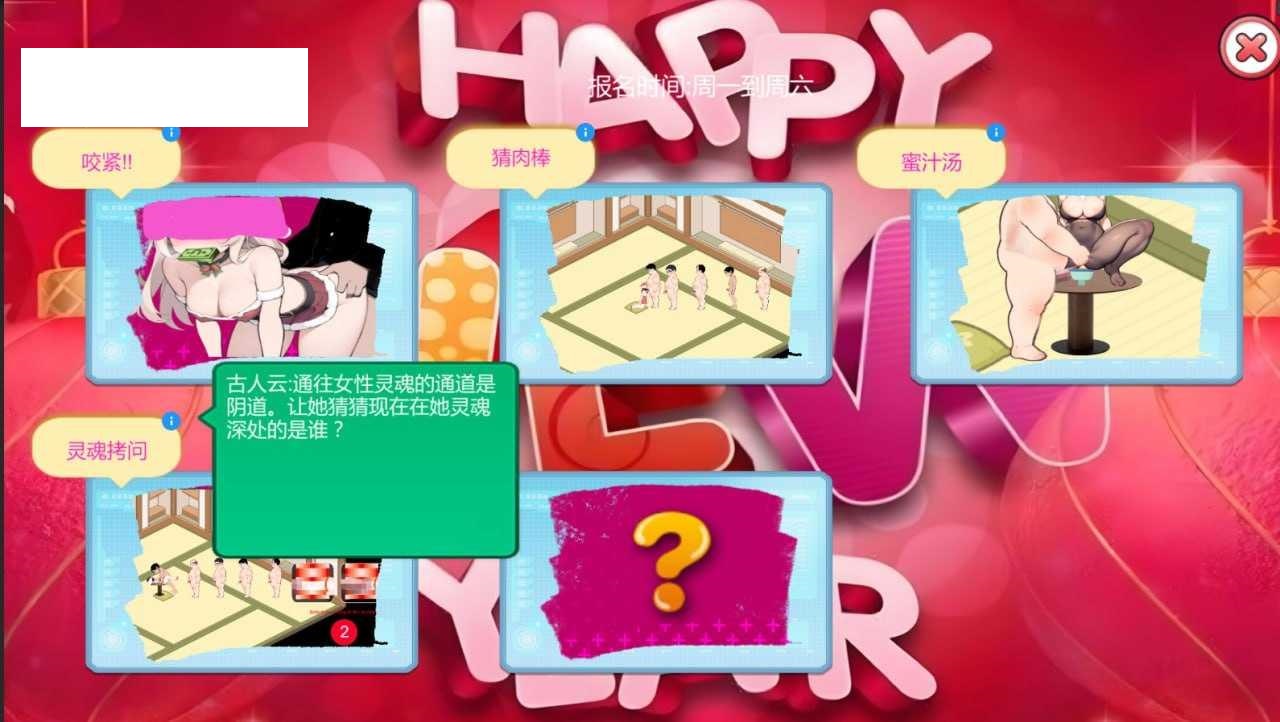 HAPPY
报名时间:周一到周六
咬紧!!
猜肉棒
蜜汁汤
NEW
古人云:通往女性灵魂的通道是
阴道。让她猜猜现在在她灵魂
深处的是谁？
灵魂拷问
2
YEAR